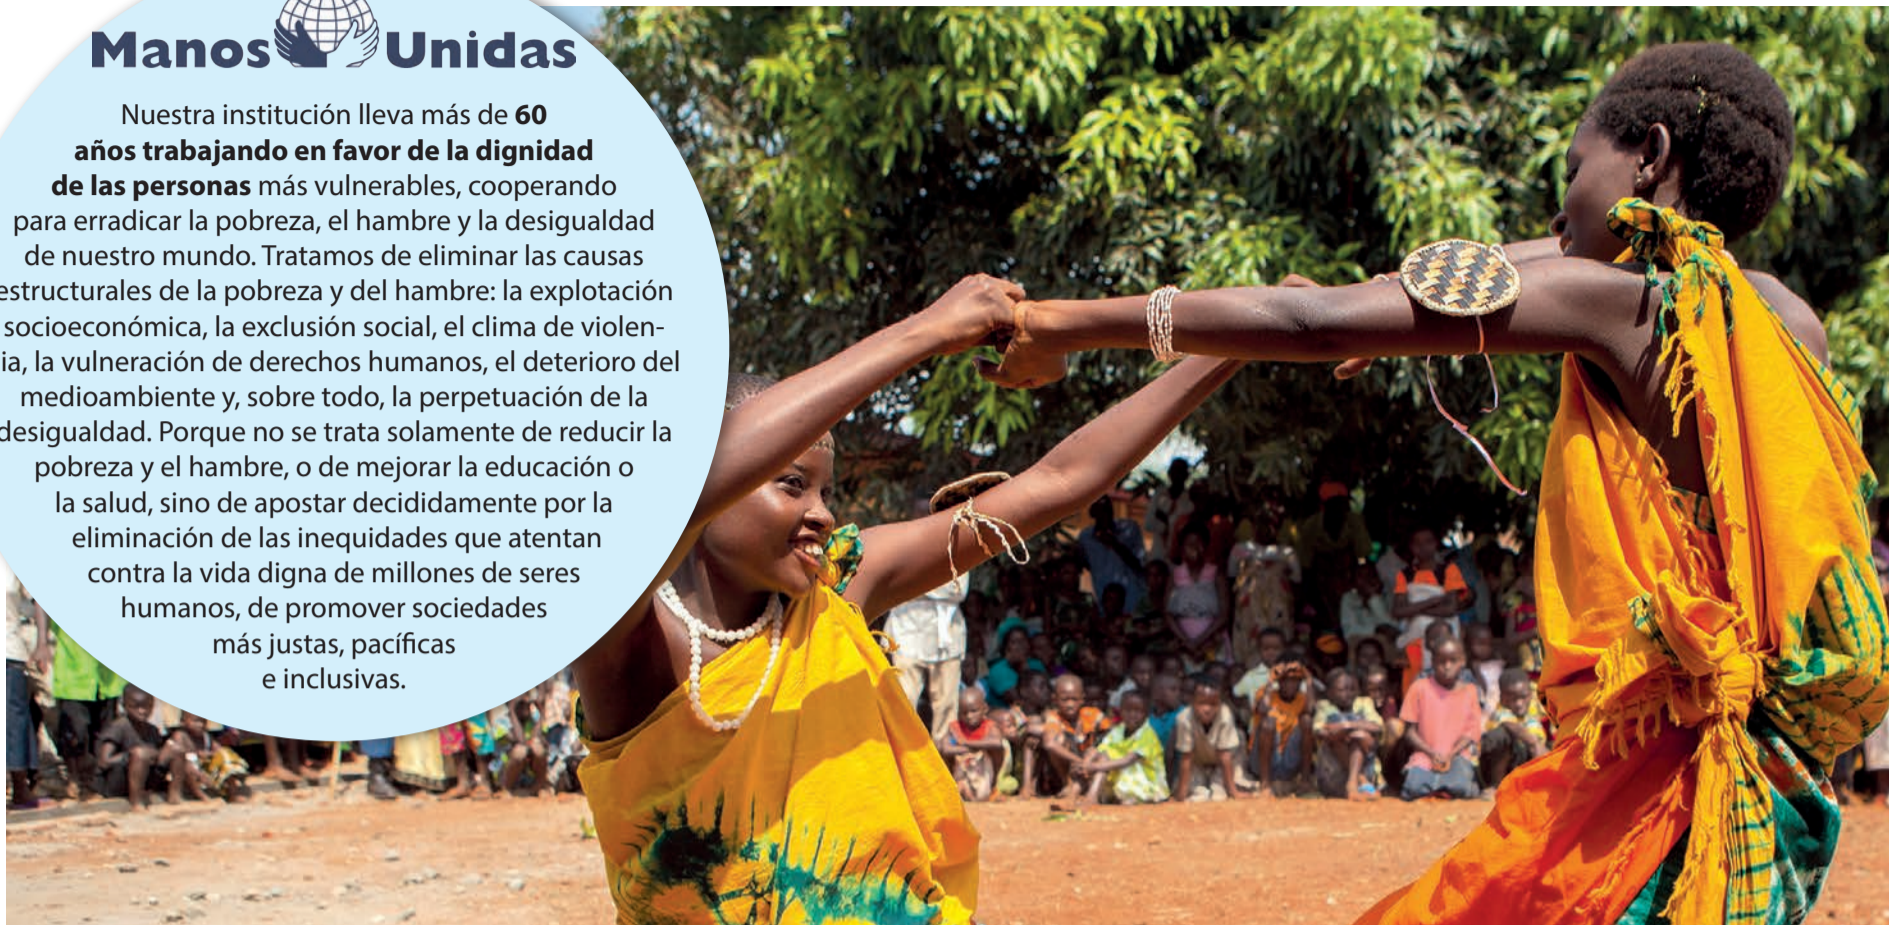 Manos Unidas
Nuestra institución lleva más de 60
años trabajando en favor de la dignidad
de las personas más vulnerables, cooperando
para erradicar la pobreza, el hambre y la desigualdad
de nuestro mundo. Tratamos de eliminar las causas
estructurales de la pobreza y del hambre: la explotación
socioeconómica, la exclusión social, el clima de violen-
ia, la vulneración de derechos humanos, el deterioro del
medioambiente y, sobre todo, la perpetuación de la
desigualdad. Porque no se trata solamente de reducir la
pobreza y el hambre, o de mejorar la educación o
la salud, sino de apostar decididamente por la
eliminación de las inequidades que atentan
contra la vida digna de millones de seres
humanos, de promover sociedades
más justas, pacíficas
e inclusivas.